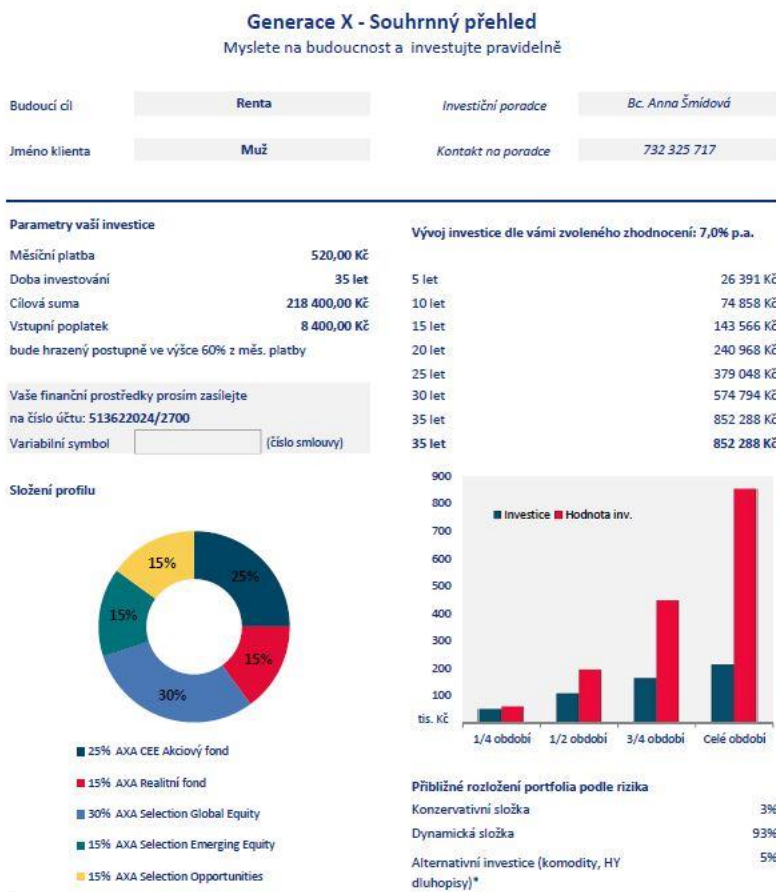 Generace X - Souhrnný přehled
Myslete na budoucnost a investujte pravidelně
Budoucí cíl Renta Investiční poradce Bc. Anna Šmídová
Jméno klienta Muž Kontakt na poradce 732 325 717
Parametry vaší investice
Měsíční platba 520,00 Kč
Doba investování 35 let
Cílová suma 218 400,00 Kč
Vstupní poplatek 8 400,00 Kč
bude hrazený postupně ve výšce 60% z měs. platby
Vaše finanční prostředky prosím zasílejte
na číslo účtu: 513622024/2700
Variabilní symbol (číslo smlouvy)
Vývoj investice dle vámi zvoleného zhodnocení: 7,0% p.a.
5 let 26 391 Kč
10 let 74 858 Kč
15 let 143 566 Kč
20 let 240 968 Kč
25 let 379 048 Kč
30 let 574 794 Kč
35 let 852 288 Kč
35 let 852 288 Kč
Složení profilu
25%
15%
30%
15%
15%
25% AXA CEE Akciový fond
15% AXA Realitní fond
30% AXA Selection Global Equity
15% AXA Selection Emerging Equity
15% AXA Selection Opportunities
900
800
700
600
500
400
300
200
100
tis. Kč
Investice Hodnota inv.
1/4 období 1/2 období 3/4 období Celé období
Přibližné rozložení portfolia podle rizika
Konzervativní složka 3%
Dynamická složka 93%
Alternativní investice (komodity, HY 5%
dluhopisy)*